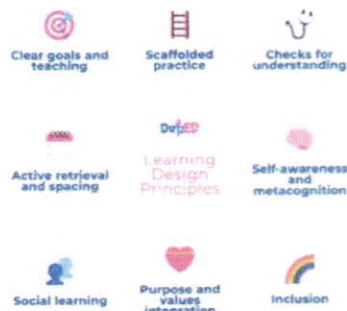 Clear goals and
teaching
Scaffolded
practice
Checks for
understanding
Active retrieval
and spacing
Learning
Design
Principles
Self-awareness
and
metacognition
Social learning
Purpose and
values
integration
Inclusion